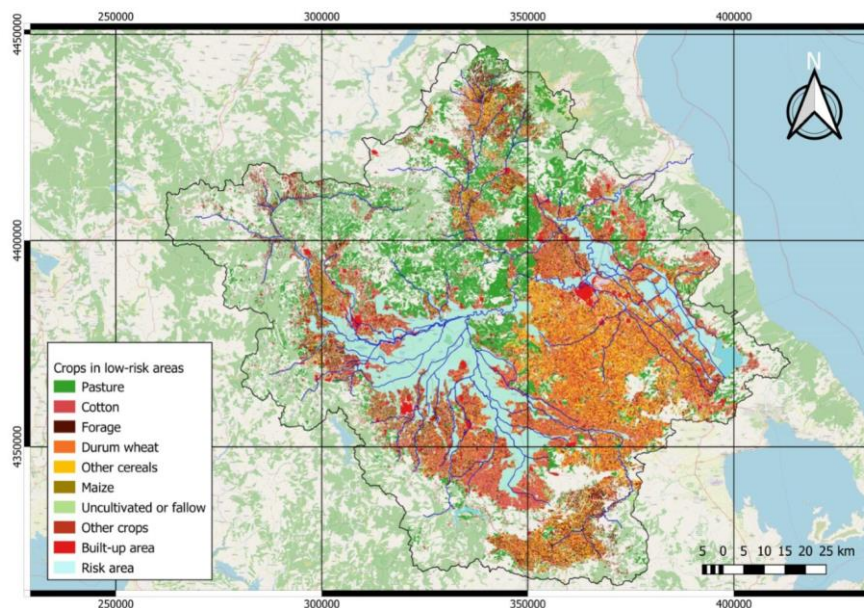 250000 300000 350000 400000
4450000
N
4400000
4350000
Crops in low-risk areas
Pasture
Cotton
Forage
Durum wheat
Other cereals
Maize
Uncultivated or fallow
Other crops
Built-up area
Risk area
5 0 5 10 15 20 25 km
250000 300000 350000 400000